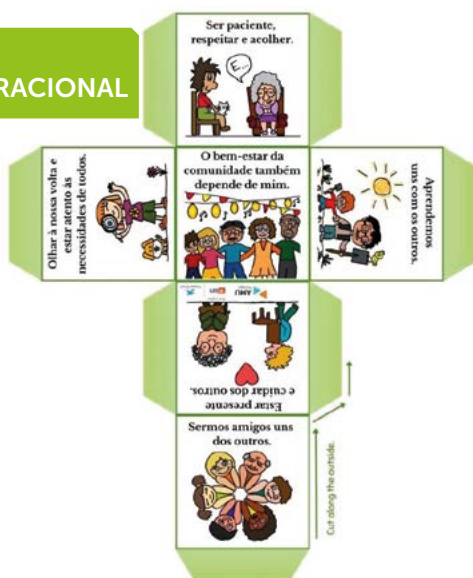 RACIONAL
Ser paciente,
respeitar e acolher.
E...
Olhar à nossa volta e
estar atento às
necessidades de todos.
O bem-estar da
comunidade também
depende de mim.
Aprendemos
uns com os outros.
AMU
Estar presente
e cuidar dos outros.
Sermos amigos uns
dos outros.
Cut along the outside.